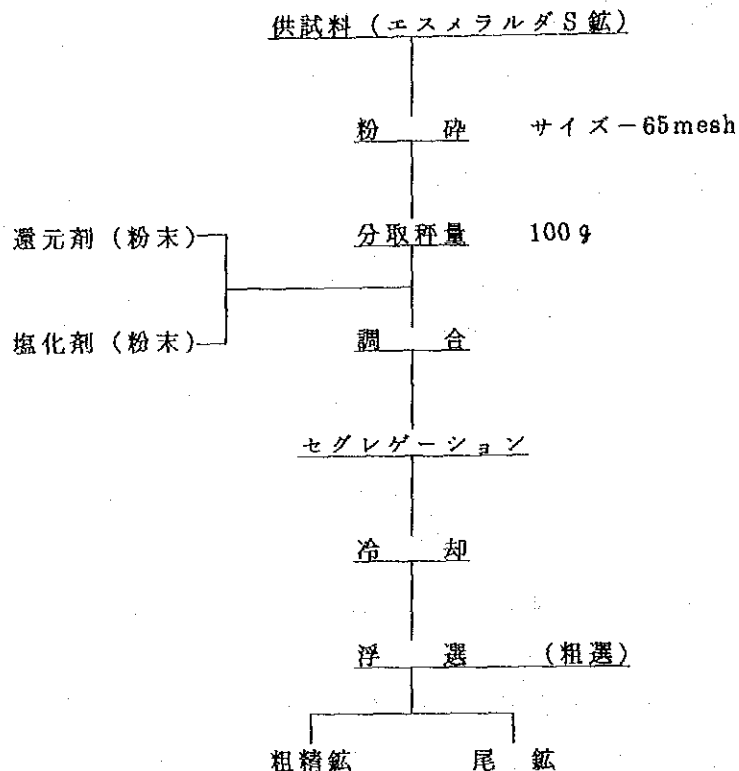 供試料 (エスメラルダS鉱)
粉 砕 サイズ-65mesh
還元剤 (粉末) 分取秤量 100g
塩化剤 (粉末) 調 合
セグレゲーション
冷 却
浮 選 (粗選)
粗精鉱 尾 鉱